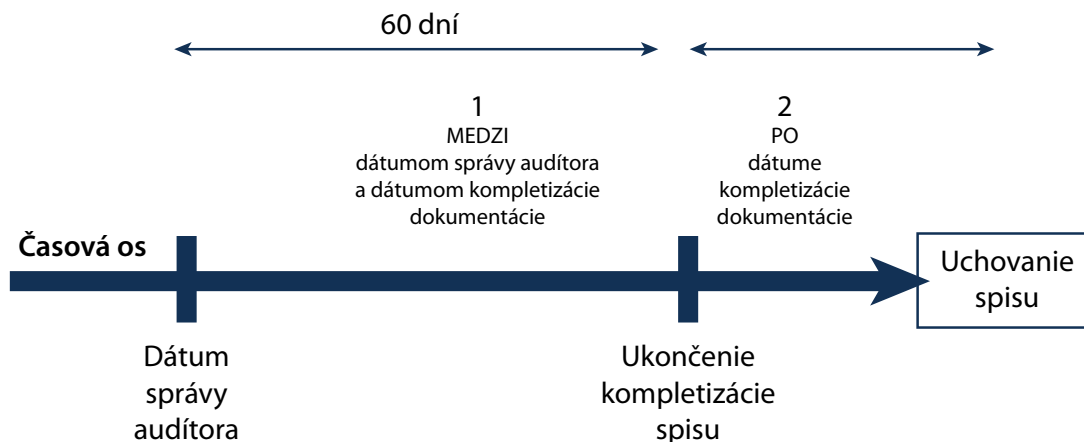 60 dní
1
MEDZI
dátumom správy audítora
a dátumom kompletizácie
dokumentácie
2
PO
dátume
kompletizácie
dokumentácie
Časová os
Uchovanie
spisu
Dátum
správy
audítora
Ukončenie
kompletizácie
spisu